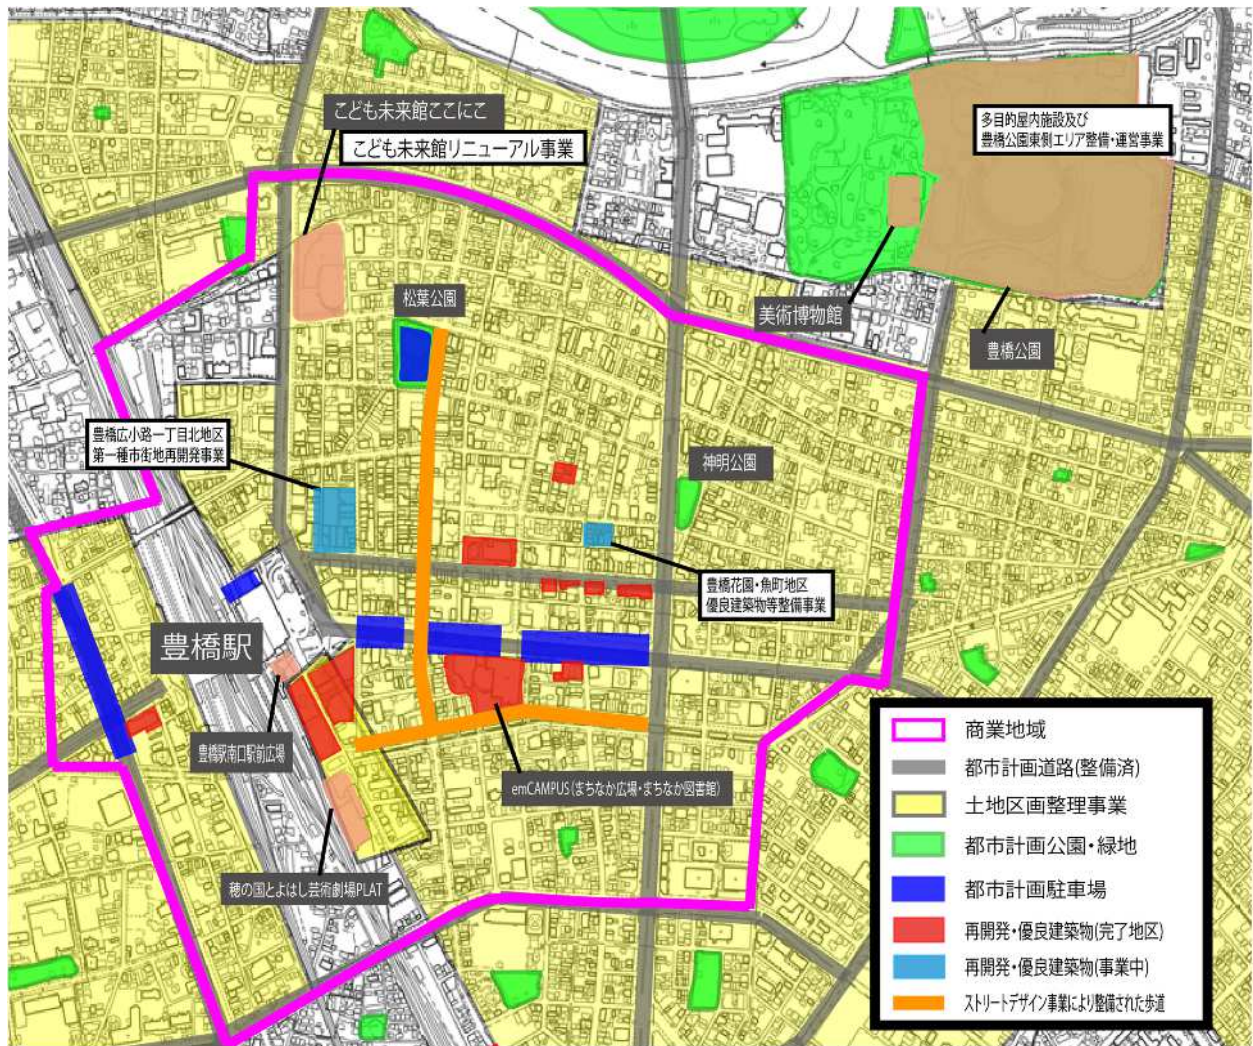 こども未来館ここにこ
こども未来館リニューアル事業
多目的屋内施設及び
豊橋公園東側エリア整備・運営事業
松葉公園
美術博物館
豊橋公園
豊橋広小路一丁目北地区
第一種市街地再開発事業
神明公園
豊橋花園・魚町地区
優良建築物等整備事業
豊橋駅
豊橋駅南口駅前広場
emCAMPUS(まちなか広場・まちなか図書館)
穂の国とよはし芸術劇場PLAT
商業地域
都市計画道路(整備済)
土地区画整理事業
都市計画公園・緑地
都市計画駐車場
再開発・優良建築物(完了地区)
再開発・優良建築物(事業中)
ストリートデザイン事業により整備された歩道